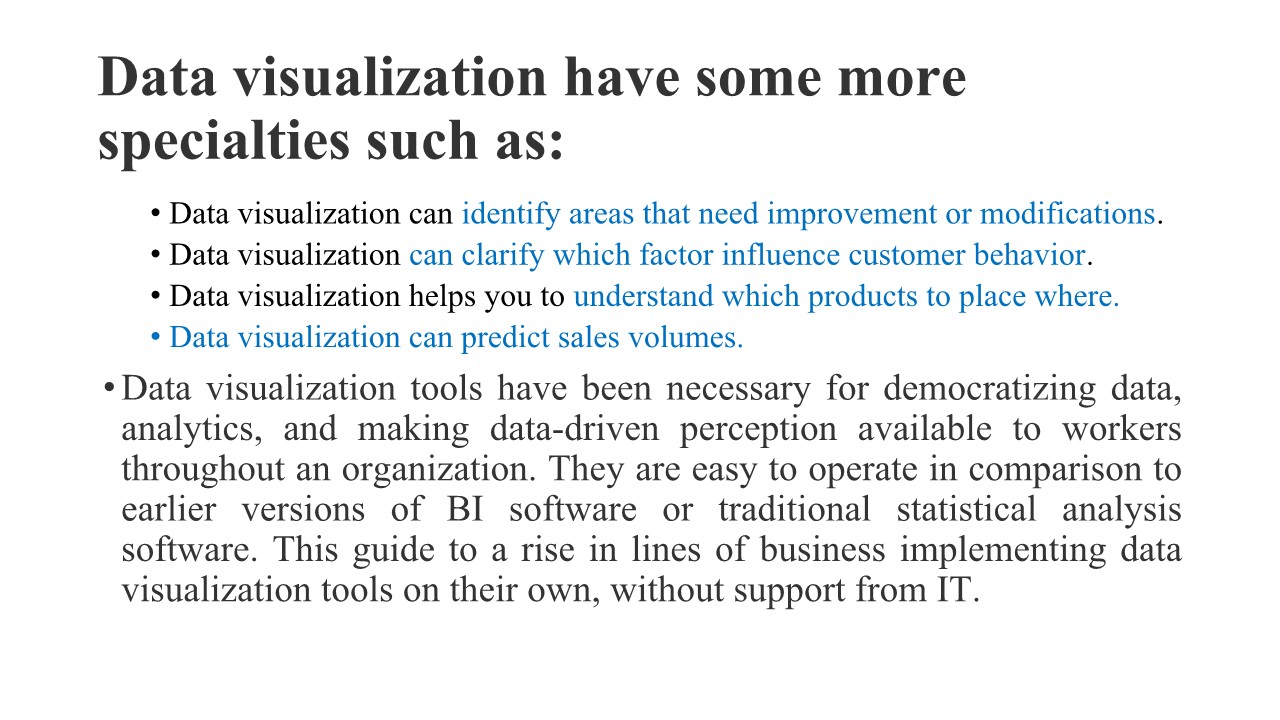 Data visualization have some more
specialties such as:
• Data visualization can identify areas that need improvement or modifications.
• Data visualization can clarify which factor influence customer behavior.
• Data visualization helps you to understand which products to place where.
• Data visualization can predict sales volumes.
• Data visualization tools have been necessary for democratizing data,
analytics, and making data-driven perception available to workers
throughout an organization. They are easy to operate in comparison to
earlier versions of BI software or traditional statistical analysis
software. This guide to a rise in lines of business implementing data
visualization tools on their own, without support from IT.